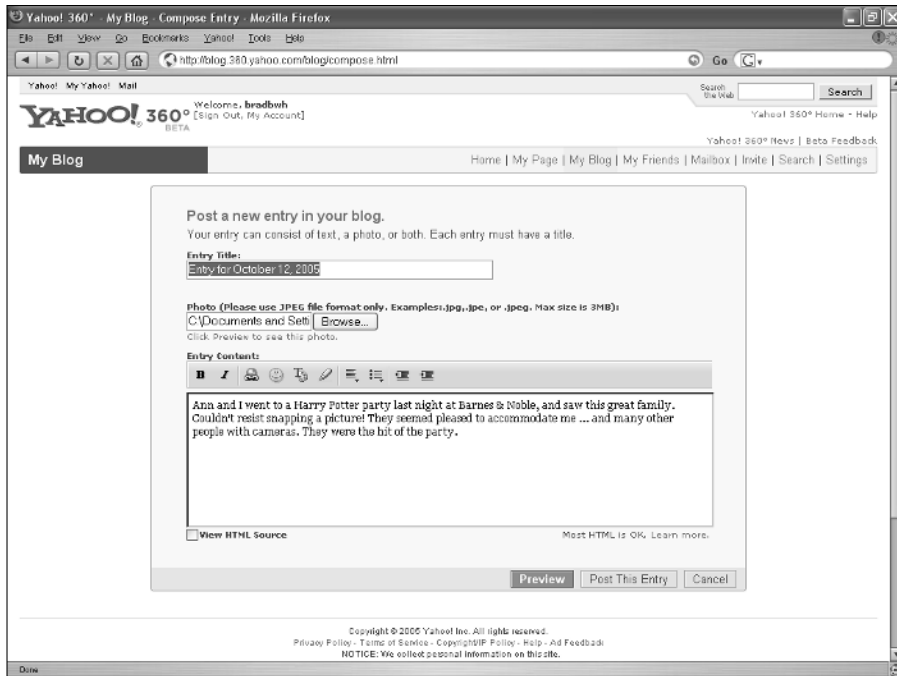 Yahoo! 360° - My Blog - Compose Entry - Mozilla Firefox
File Edit View Go Bookmarks Yahoo! Tools Help
http://blog.360.yahoo.com/blog/compose.html Go G
Yahoo! My Yahoo! Mail
Search the Web Search
YAHOO! 360° BETA
Welcome, bradbwh
[Sign Out, My Account]
Yahoo! 360° Home - Help
Yahoo! 360° News | Beta Feedback
My Blog
Home | My Page | My Blog | My Friends | Mailbox | Invite | Search | Settings
Post a new entry in your blog.
Your entry can consist of text, a photo, or both. Each entry must have a title.
Entry Title:
Entry for October 12, 2005
Photo (Please use JPEG file format only. Examples:.jpg,.jpe, or .jpeg. Max size is 3MB):
C:\Documents and Setti Browse...
Click Preview to see this photo.
Entry Content:
B I
Ann and I went to a Harry Potter party last night at Barnes & Noble, and saw this great family.
Couldn't resist snapping a picture! They seemed pleased to accommodate me ... and many other
people with cameras. They were the hit of the party.
View HTML Source
Most HTML is OK. Learn more.
Preview Post This Entry Cancel
Copyright © 2005 Yahoo! Inc. All rights reserved.
Privacy Policy - Terms of Service - Copyright/IP Policy - Help - Ad Feedback
NOTICE: We collect personal information on this site.
Done